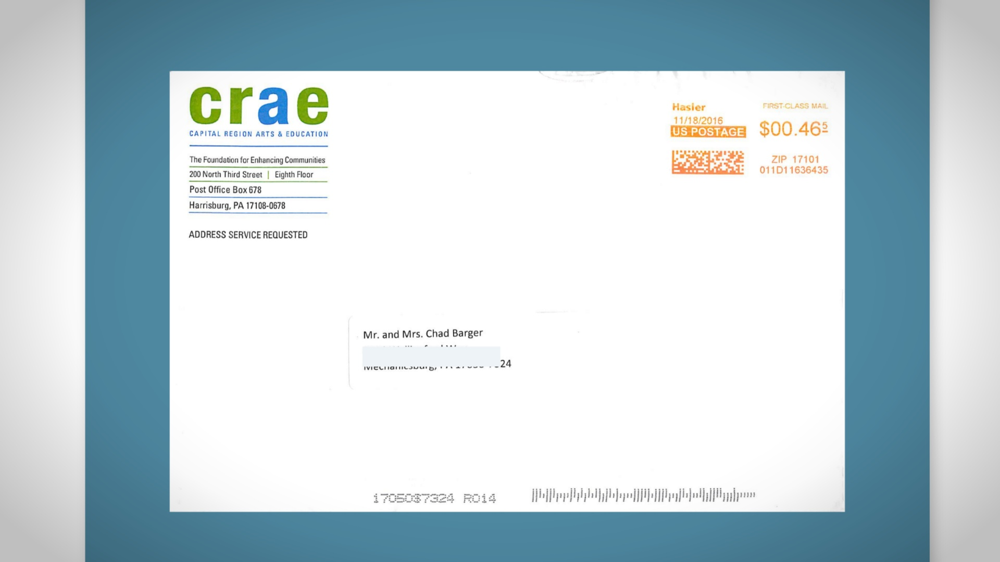 crae
CAPITAL REGION ARTS & EDUCATION
The Foundation for Enhancing Communities
200 North Third Street | Eighth Floor
Post Office Box 678
Harrisburg, PA 17108-0678
ADDRESS SERVICE REQUESTED
Hasler
11/18/2016
US POSTAGE
FIRST-CLASS MAIL
$00.46⁵
ZIP 17101
011D11636435
Mr. and Mrs. Chad Barger
24
17050$7324 R014